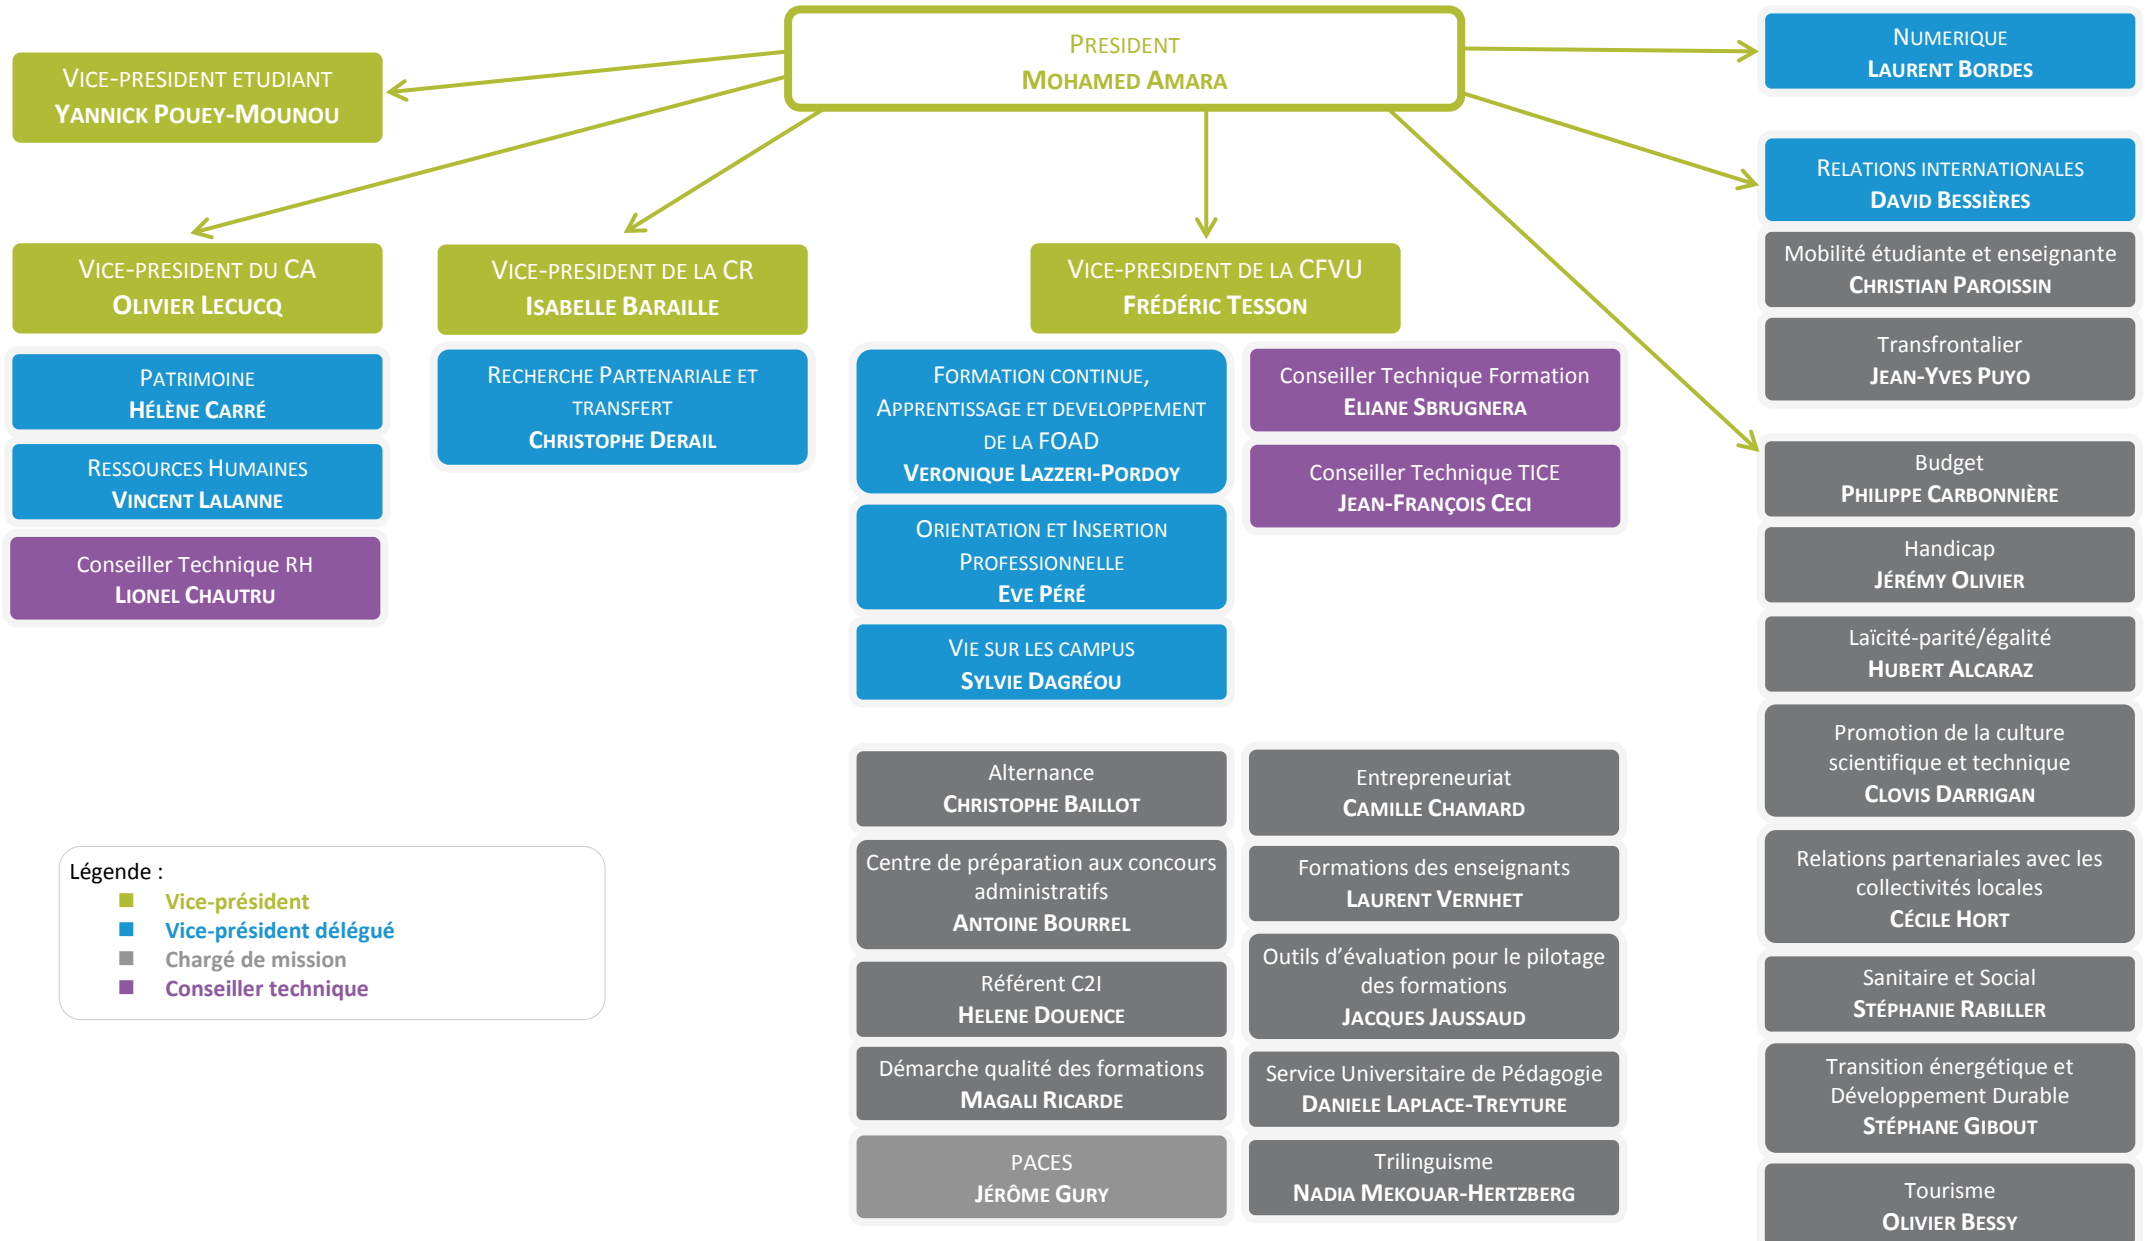 PRESIDENT
MOHAMED AMARA
VICE-PRESIDENT ETUDIANT
YANNICK POUEY-MOUNOU
VICE-PRESIDENT DU CA
OLIVIER LECUCQ
PATRIMOINE
HÉLÈNE CARRÉ
RESSOURCES HUMAINES
VINCENT LALANNE
Conseiller Technique RH
LIONEL CHAUTRU
VICE-PRESIDENT DE LA CR
ISABELLE BARAILLE
RECHERCHE PARTENARIALE ET
TRANSFERT
CHRISTOPHE DERAIL
VICE-PRESIDENT DE LA CFVU
FRÉDÉRIC TESSON
FORMATION CONTINUE,
APPRENTISSAGE ET DEVELOPPEMENT
DE LA FOAD
VERONIQUE LAZZERI-PORDOY
ORIENTATION ET INSERTION
PROFESSIONNELLE
EVE PÉRÉ
VIE SUR LES CAMPUS
SYLVIE DAGRÉOU
Conseiller Technique Formation
ELIANE SBRUGNERA
Conseiller Technique TICE
JEAN-FRANÇOIS CECI
Alternance
CHRISTOPHE BAILLOT
Centre de préparation aux concours
administratifs
ANTOINE BOURREL
Référent C2I
HELENE DOUENCE
Démarche qualité des formations
MAGALI RICARDE
PACES
JÉRÔME GURY
Entrepreneuriat
CAMILLE CHAMARD
Formations des enseignants
LAURENT VERNHET
Outils d’évaluation pour le pilotage
des formations
JACQUES JAUSSAUD
Service Universitaire de Pédagogie
DANIELE LAPLACE-TREYTURE
Trilinguisme
NADIA MEKOUAR-HERTZBERG
NUMERIQUE
LAURENT BORDES
RELATIONS INTERNATIONALES
DAVID BESSIÈRES
Mobilité étudiante et enseignante
CHRISTIAN PAROISSIN
Transfrontalier
JEAN-YVES PUYO
Budget
PHILIPPE CARBONNIÈRE
Handicap
JÉRÉMY OLIVIER
Laïcité-parité/égalité
HUBERT ALCARAZ
Promotion de la culture
scientifique et technique
CLOVIS DARRIGAN
Relations partenariales avec les
collectivités locales
CÉCILE HORT
Sanitaire et Social
STÉPHANIE RABILLER
Transition énergétique et
Développement Durable
STÉPHANE GIBOUT
Tourisme
OLIVIER BESSY
Légende :
Vice-président
Vice-président délégué
Chargé de mission
Conseiller technique